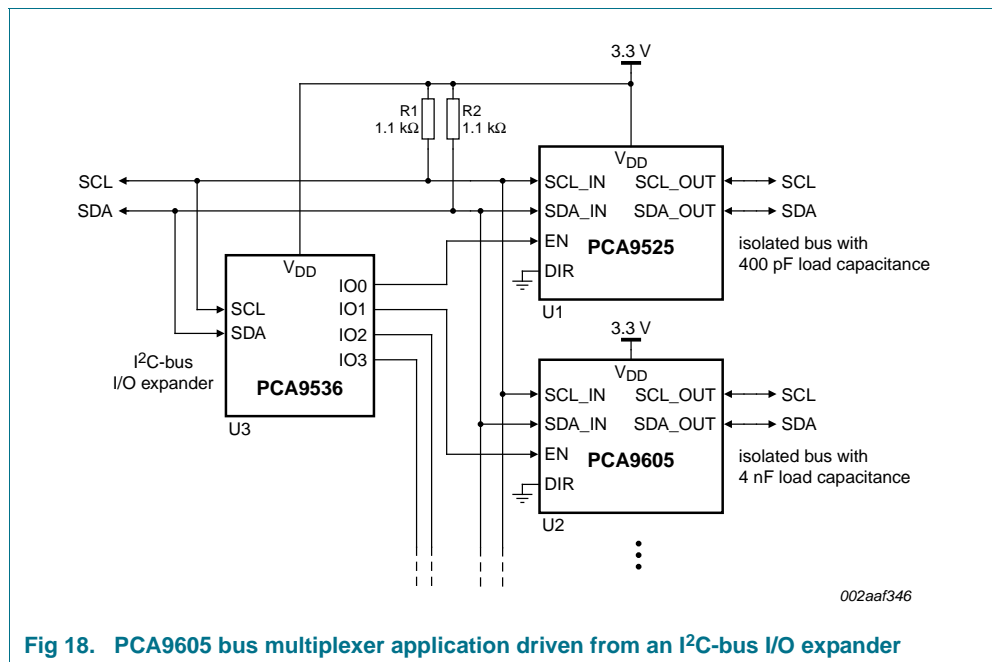 3.3 V
R1
1.1 kΩ
R2
1.1 kΩ
SCL
SDA
VDD
SCL_IN SCL_OUT
SDA_IN SDA_OUT
EN
PCA9525
DIR
U1
SCL
SDA
isolated bus with
400 pF load capacitance
VDD
IO0
SCL
IO1
SDA
IO2
IO3
I2C-bus
I/O expander
PCA9536
U3
3.3 V
VDD
SCL_IN SCL_OUT
SDA_IN SDA_OUT
EN
PCA9605
DIR
U2
SCL
SDA
isolated bus with
4 nF load capacitance
002aaf346
Fig 18. PCA9605 bus multiplexer application driven from an I2C-bus I/O expander